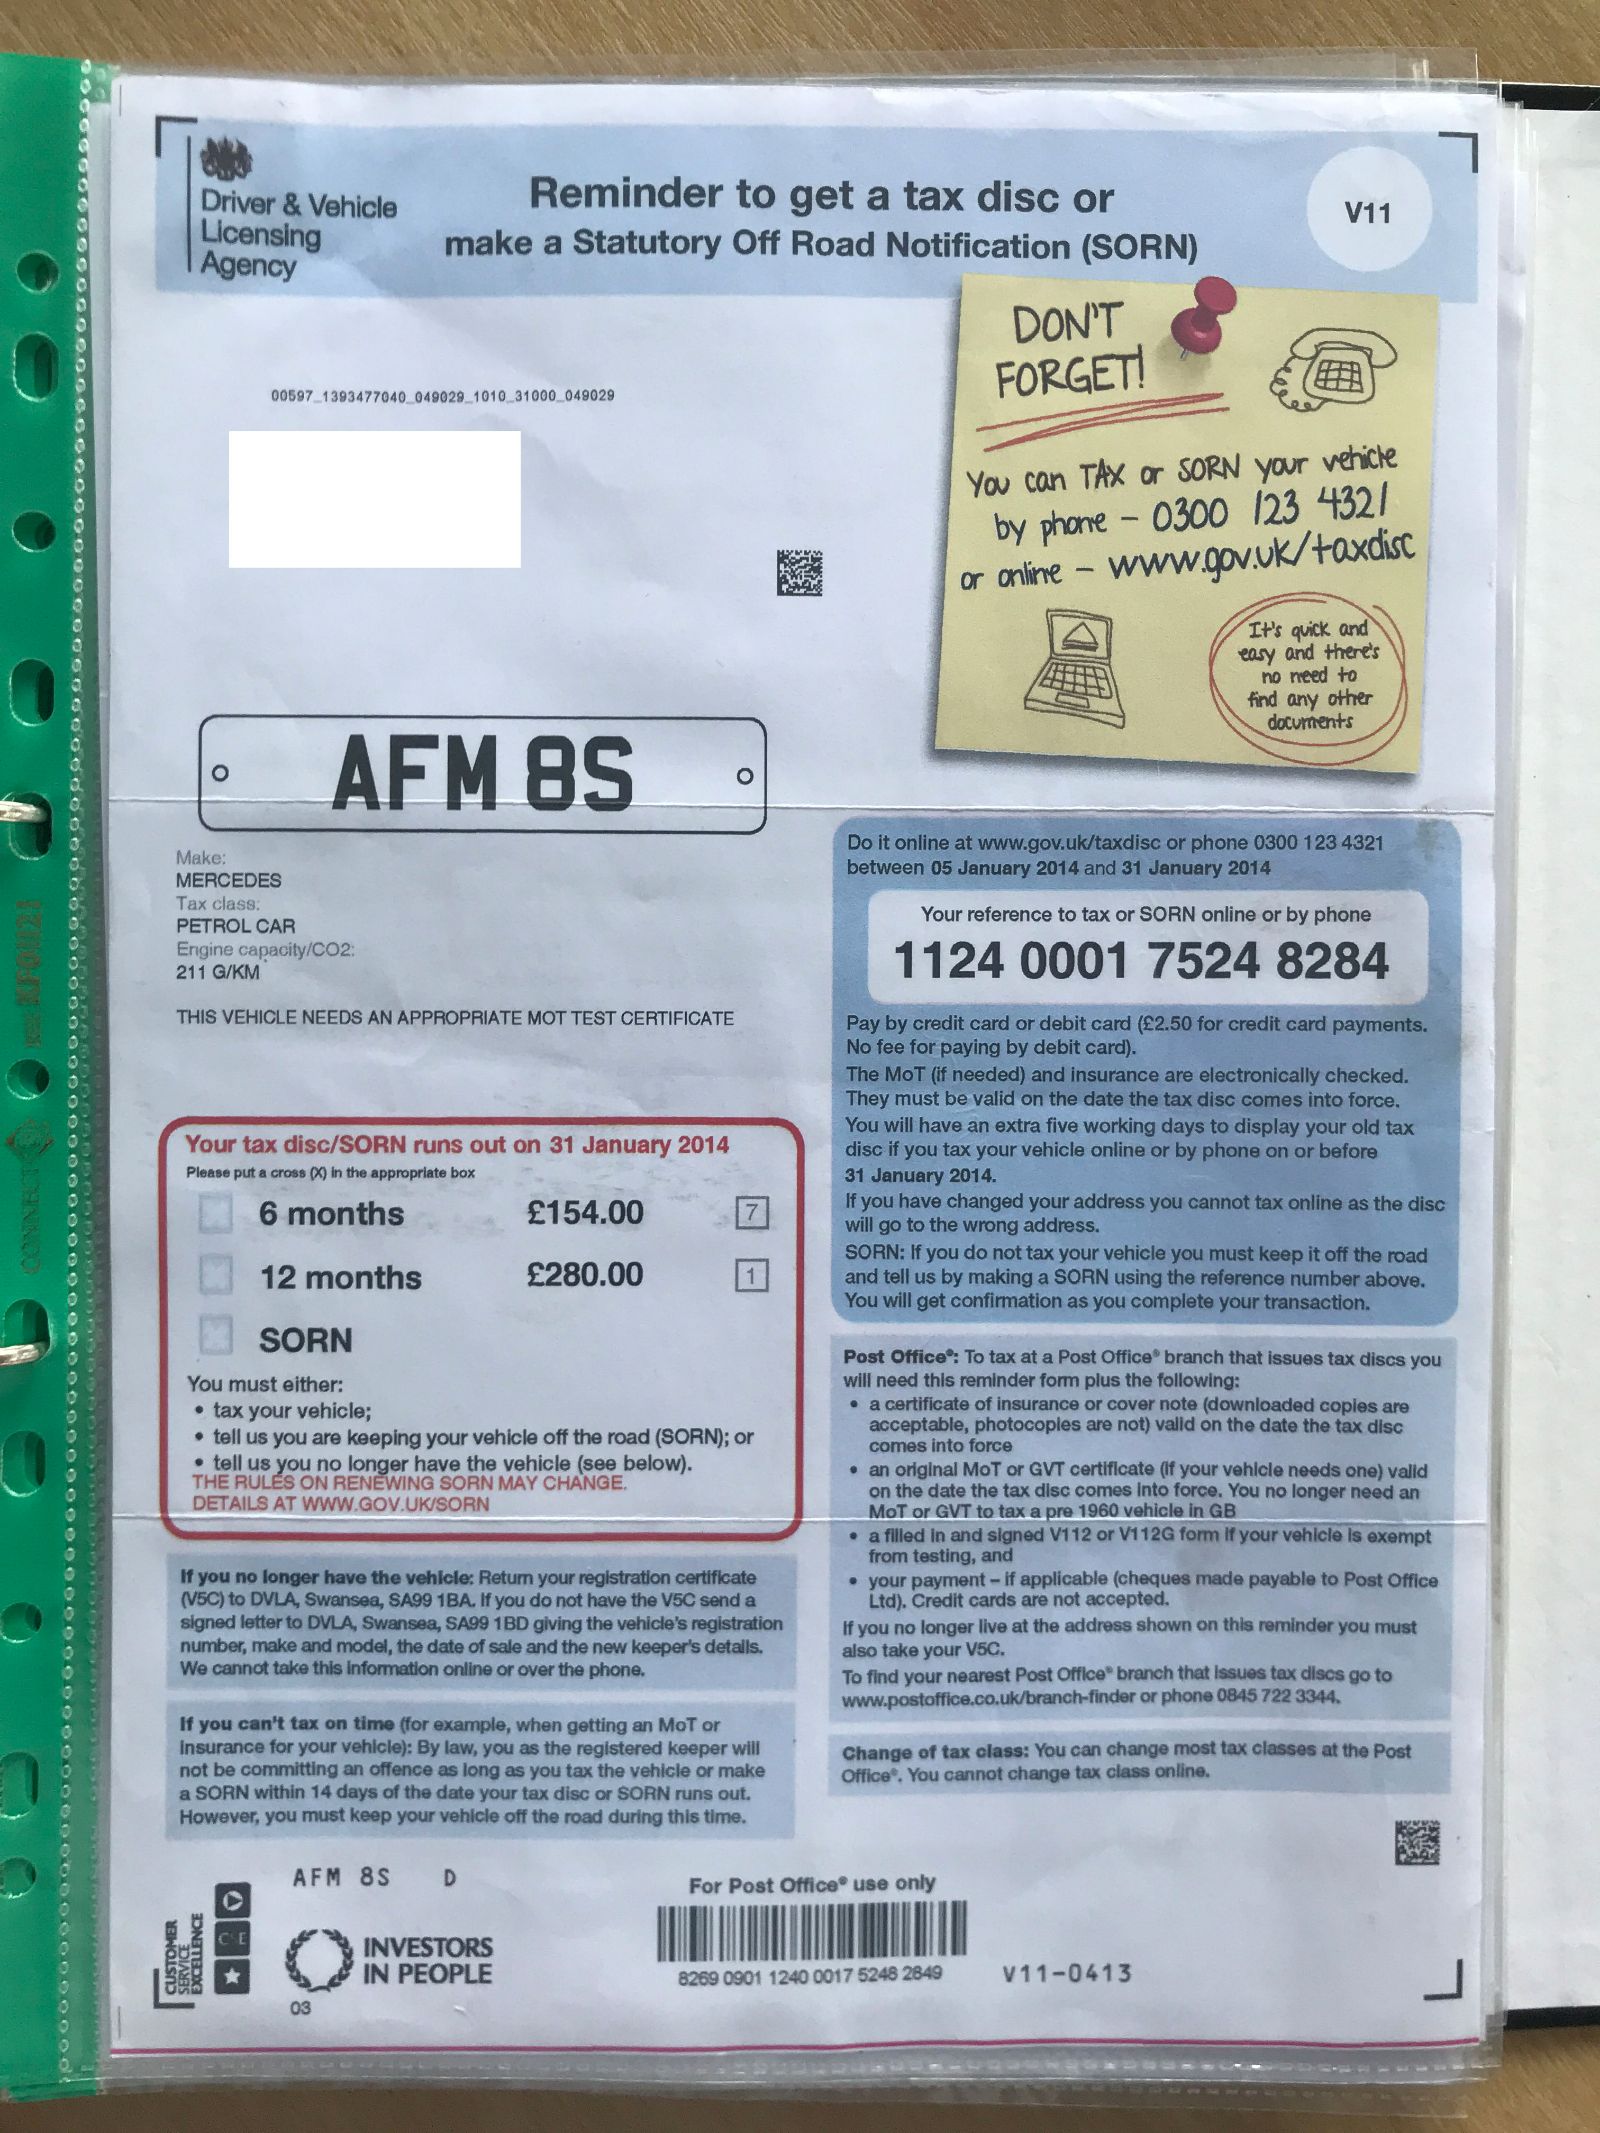 Driver & Vehicle
Licensing
Agency
Reminder to get a tax disc or
make a Statutory Off Road Notification (SORN)
V11
DON'T
FORGET!
You can TAX or SORN your vehicle
by phone – 0300 123 4321
or online – www.gov.uk/taxdisc
It's quick and
easy and there's
no need to
find any other
documents
00597_1393477040_049029_1010_31000_049029
AFM 8S
Make:
MERCEDES
Tax class:
PETROL CAR
Engine capacity/CO2:
211 G/KM
THIS VEHICLE NEEDS AN APPROPRIATE MOT TEST CERTIFICATE
Your tax disc/SORN runs out on 31 January 2014
Please put a cross (X) in the appropriate box
6 months £154.00 7
12 months £280.00 1
SORN
You must either:
• tax your vehicle;
• tell us you are keeping your vehicle off the road (SORN); or
• tell us you no longer have the vehicle (see below).
THE RULES ON RENEWING SORN MAY CHANGE.
DETAILS AT WWW.GOV.UK/SORN
If you no longer have the vehicle: Return your registration certificate
(V5C) to DVLA, Swansea, SA99 1BA. If you do not have the V5C send a
signed letter to DVLA, Swansea, SA99 1BD giving the vehicle's registration
number, make and model, the date of sale and the new keeper's details.
We cannot take this information online or over the phone.
If you can't tax on time (for example, when getting an MoT or
insurance for your vehicle): By law, you as the registered keeper will
not be committing an offence as long as you tax the vehicle or make
a SORN within 14 days of the date your tax disc or SORN runs out.
However, you must keep your vehicle off the road during this time.
Do it online at www.gov.uk/taxdisc or phone 0300 123 4321
between 05 January 2014 and 31 January 2014
Your reference to tax or SORN online or by phone
1124 0001 7524 8284
Pay by credit card or debit card (£2.50 for credit card payments.
No fee for paying by debit card).
The MoT (if needed) and insurance are electronically checked.
They must be valid on the date the tax disc comes into force.
You will have an extra five working days to display your old tax
disc if you tax your vehicle online or by phone on or before
31 January 2014.
If you have changed your address you cannot tax online as the disc
will go to the wrong address.
SORN: If you do not tax your vehicle you must keep it off the road
and tell us by making a SORN using the reference number above.
You will get confirmation as you complete your transaction.
Post Office®: To tax at a Post Office® branch that issues tax discs you
will need this reminder form plus the following:
• a certificate of insurance or cover note (downloaded copies are
acceptable, photocopies are not) valid on the date the tax disc
comes into force
• an original MoT or GVT certificate (if your vehicle needs one) valid
on the date the tax disc comes into force. You no longer need an
MoT or GVT to tax a pre 1960 vehicle in GB
• a filled in and signed V112 or V112G form if your vehicle is exempt
from testing, and
• your payment – if applicable (cheques made payable to Post Office
Ltd). Credit cards are not accepted.
If you no longer live at the address shown on this reminder you must
also take your V5C.
To find your nearest Post Office® branch that issues tax discs go to
www.postoffice.co.uk/branch-finder or phone 0845 722 3344.
Change of tax class: You can change most tax classes at the Post
Office®. You cannot change tax class online.
AFM 8S D
CUSTOMER
SERVICE
EXCELLENCE
CSE
INVESTORS
IN PEOPLE
03
For Post Office® use only
8269 0901 1240 0017 5248 2849
V11-0413
CONNECT